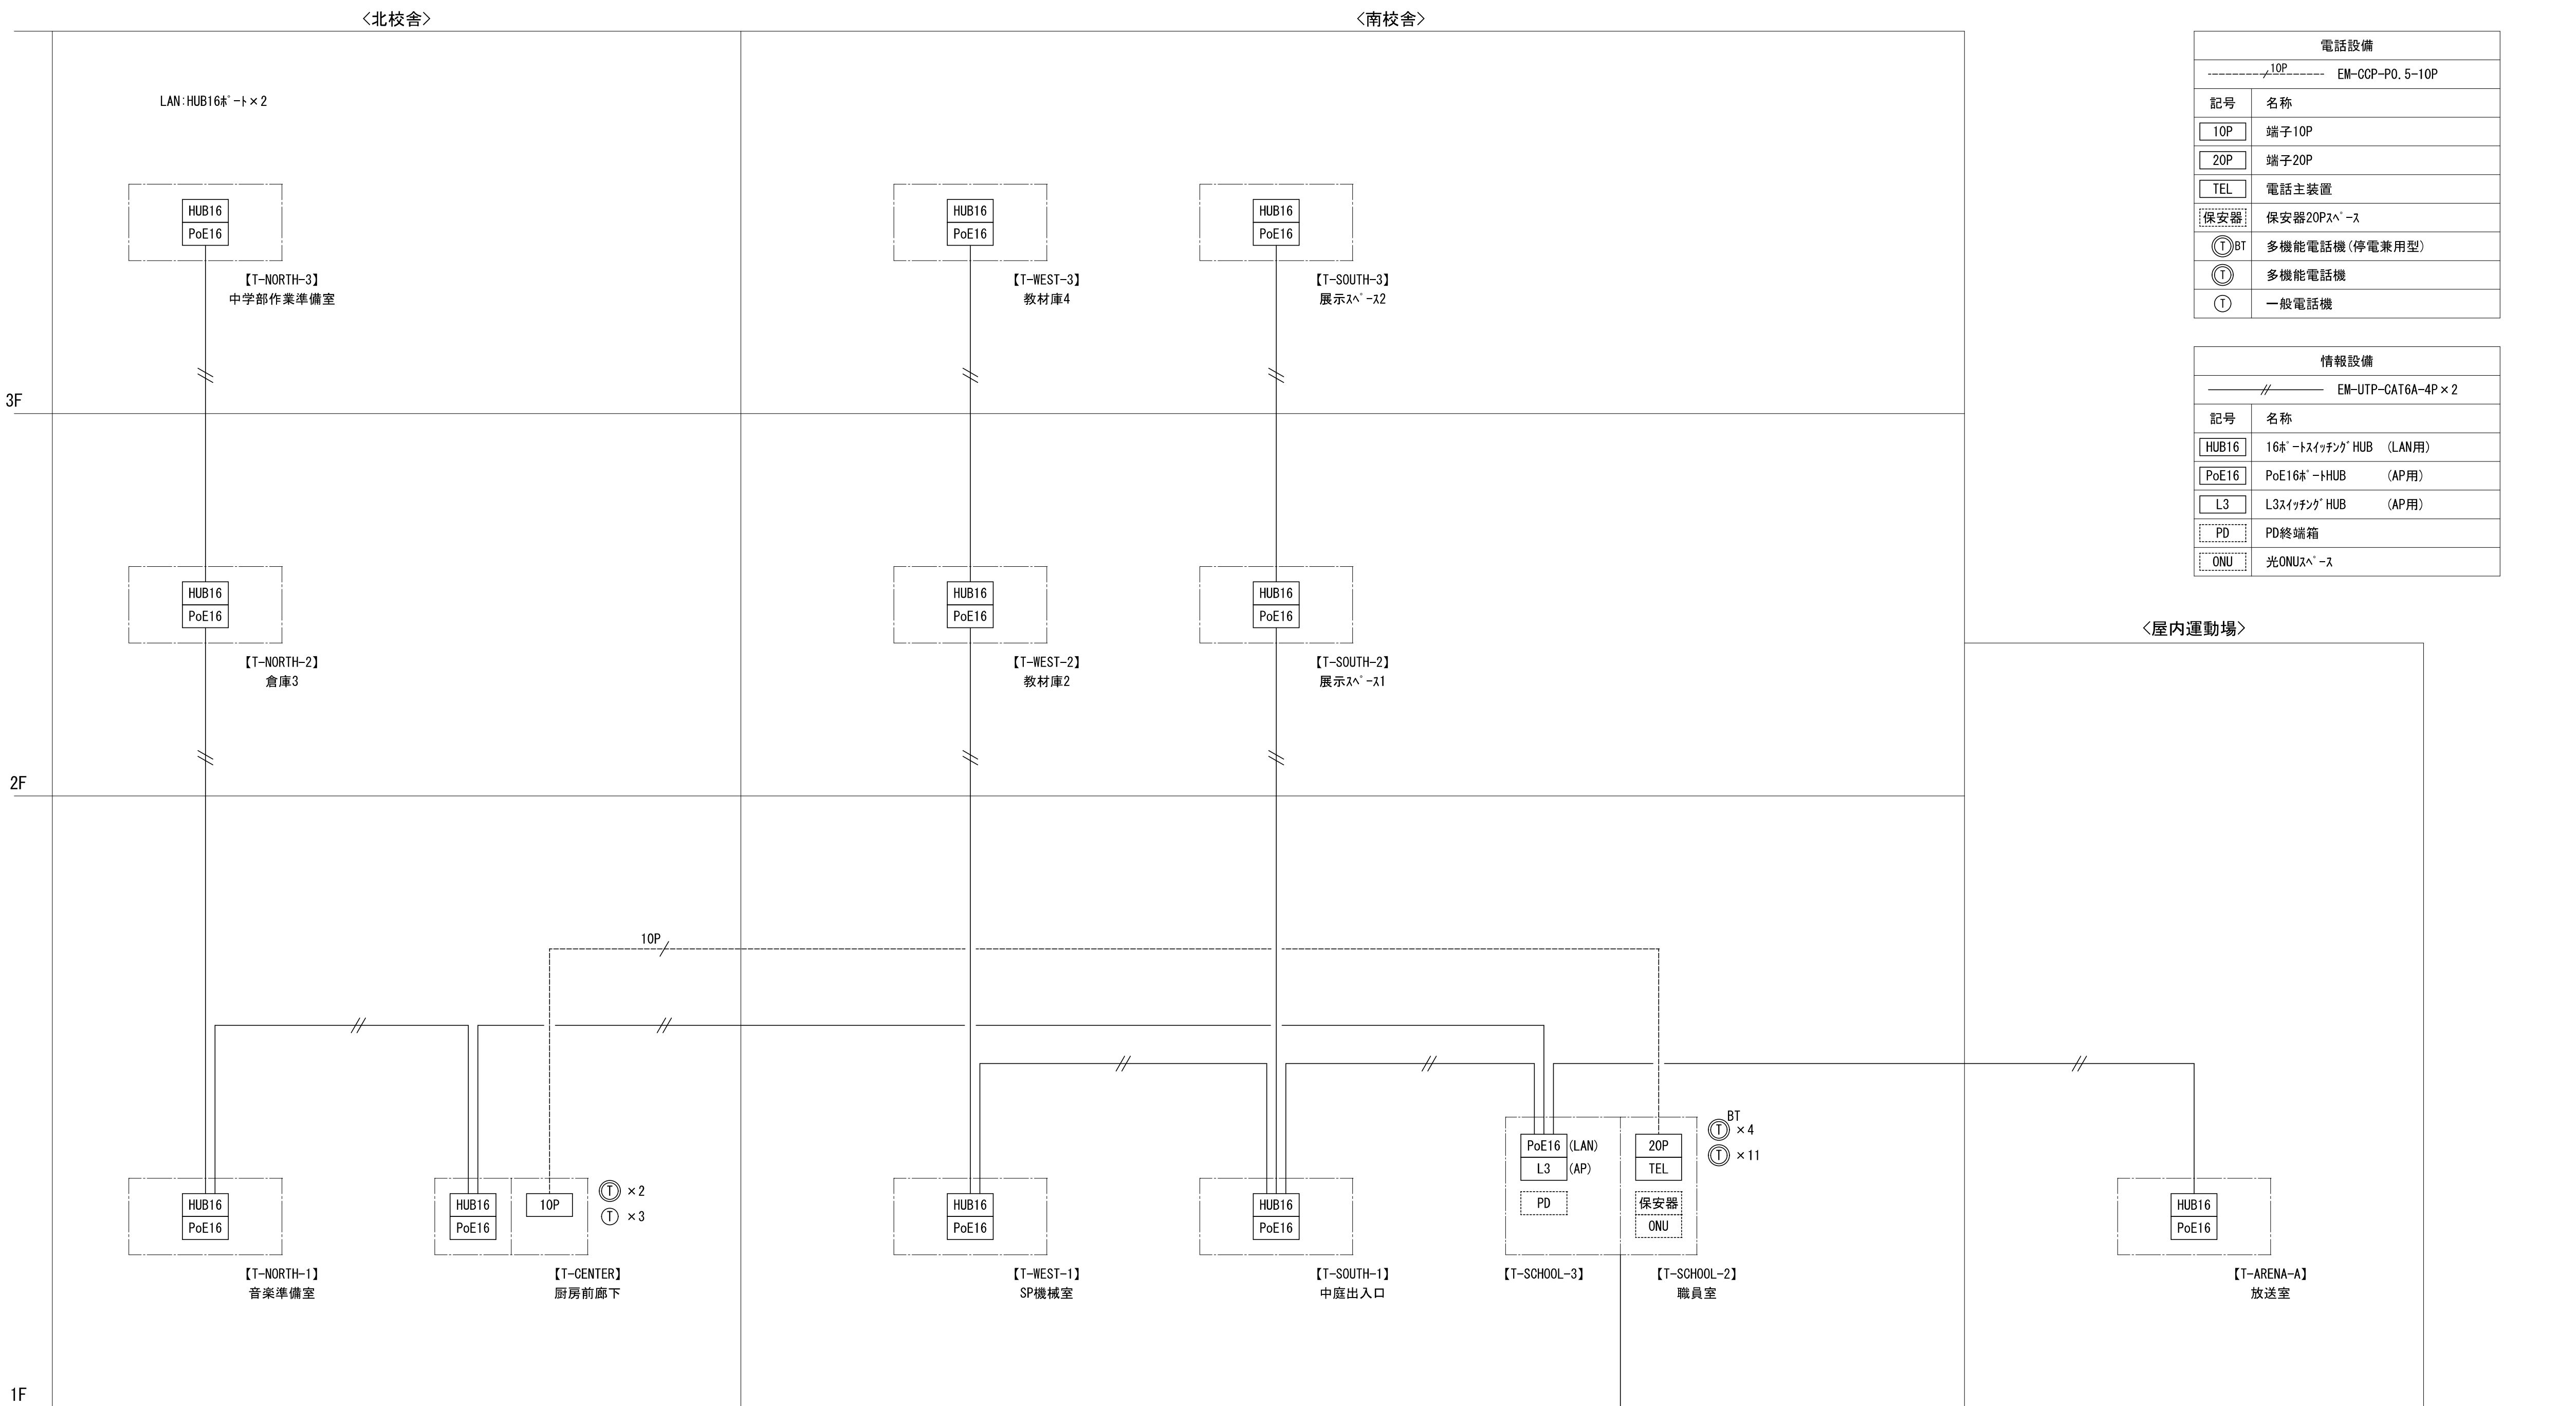 〈北校舎〉
〈南校舎〉
LAN:HUB16ﾎﾟｰﾄ×2
HUB16
PoE16
【T-NORTH-3】
中学部作業準備室
HUB16
PoE16
【T-WEST-3】
教材庫4
HUB16
PoE16
【T-SOUTH-3】
展示ｽﾍﾟｰｽ2
3F
HUB16
PoE16
【T-NORTH-2】
倉庫3
HUB16
PoE16
【T-WEST-2】
教材庫2
HUB16
PoE16
【T-SOUTH-2】
展示ｽﾍﾟｰｽ1
2F
10P
HUB16
PoE16
【T-NORTH-1】
音楽準備室
HUB16
PoE16
10P
T ×2
T ×3
【T-CENTER】
厨房前廊下
HUB16
PoE16
【T-WEST-1】
SP機械室
HUB16
PoE16
【T-SOUTH-1】
中庭出入口
PoE16 (LAN)
L3 (AP)
PD
【T-SCHOOL-3】
20P
TEL
保安器
ONU
BT
T ×4
T ×11
【T-SCHOOL-2】
職員室
1F
〈屋内運動場〉
HUB16
PoE16
【T-ARENA-A】
放送室
電話設備
10P EM-CCP-P0.5-10P
記号 名称
10P 端子10P
20P 端子20P
TEL 電話主装置
保安器 保安器20Pｽﾍﾟｰｽ
T BT 多機能電話機(停電兼用型)
T 多機能電話機
T 一般電話機
情報設備
EM-UTP-CAT6A-4P×2
記号 名称
HUB16 16ﾎﾟｰﾄｽｲｯﾁﾝｸﾞHUB (LAN用)
PoE16 PoE16ﾎﾟｰﾄHUB (AP用)
L3 L3ｽｲｯﾁﾝｸﾞHUB (AP用)
PD PD終端箱
ONU 光ONUｽﾍﾟｰｽ